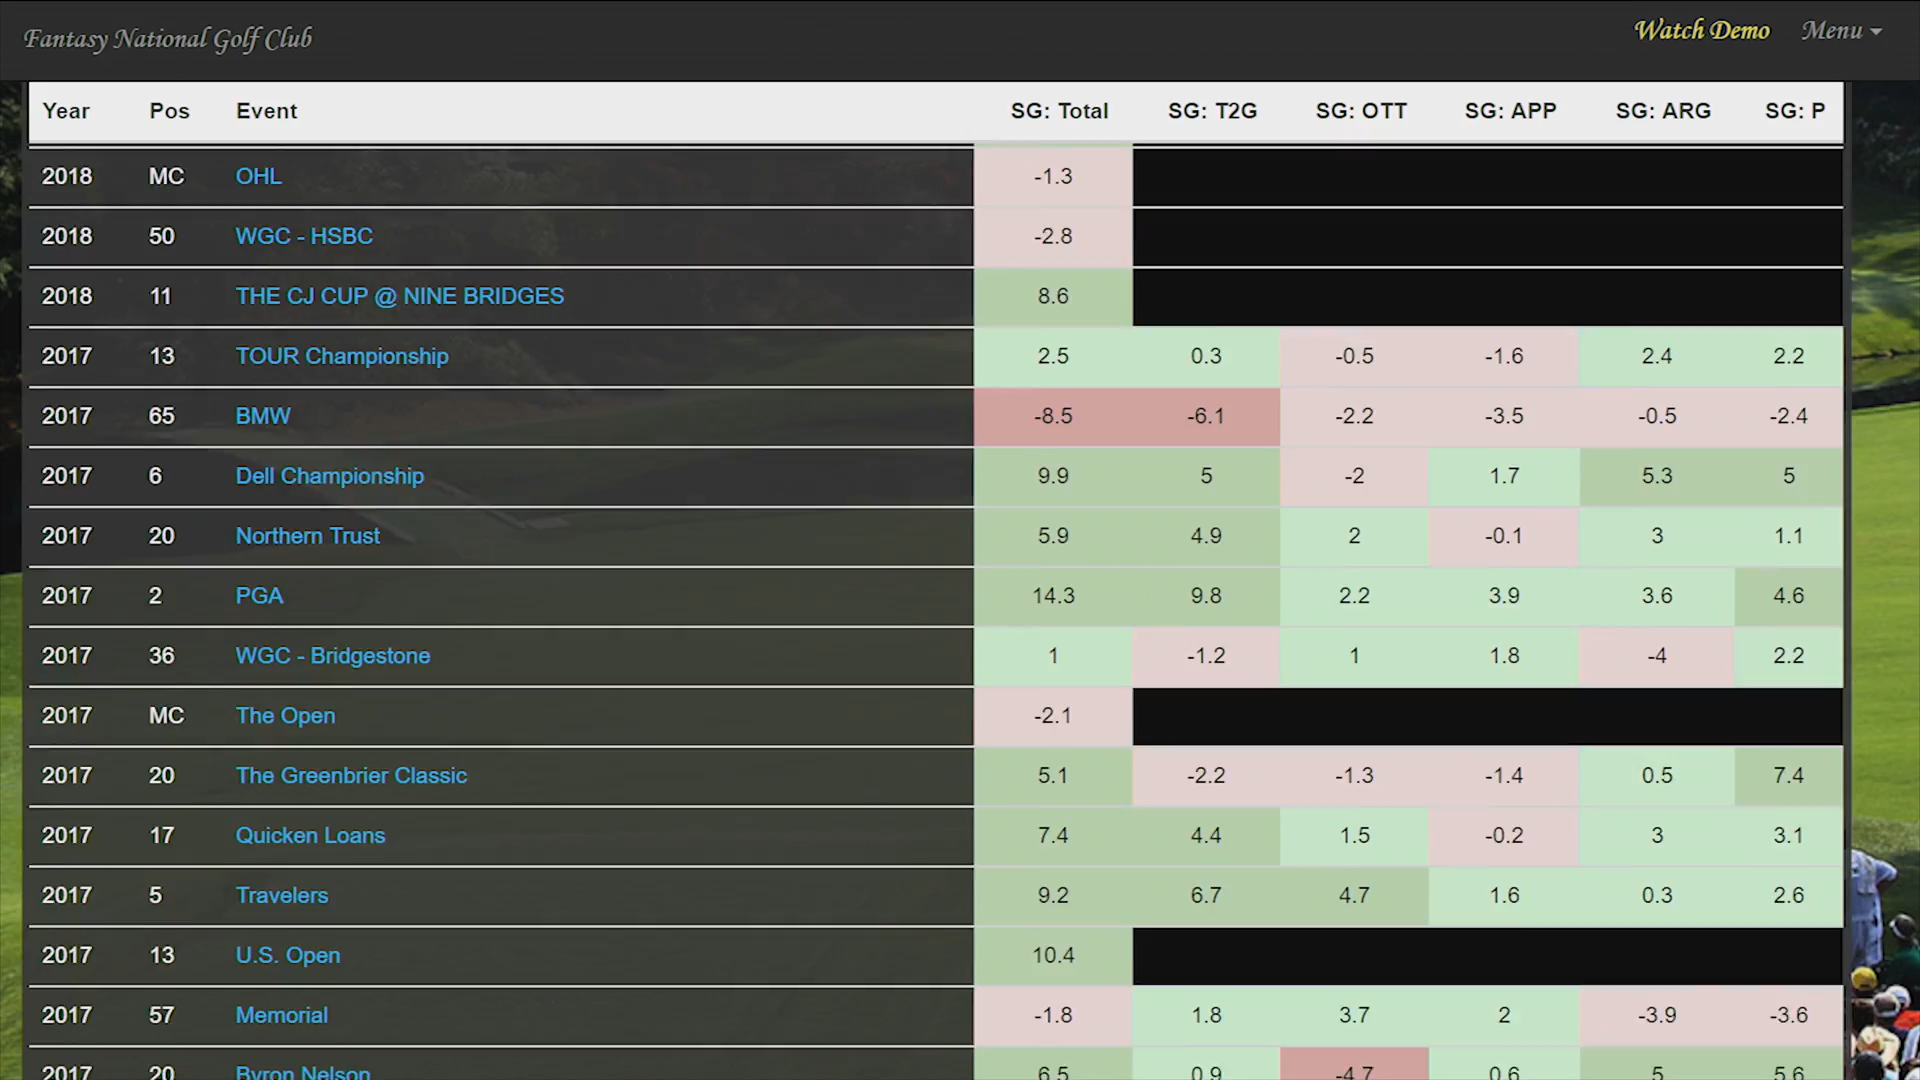 Fantasy National Golf Club
Watch Demo Menu
Year Pos Event SG: Total SG: T2G SG: OTT SG: APP SG: ARG SG: P
2018 MC OHL -1.3
2018 50 WGC - HSBC -2.8
2018 11 THE CJ CUP @ NINE BRIDGES 8.6
2017 13 TOUR Championship 2.5 0.3 -0.5 -1.6 2.4 2.2
2017 65 BMW -8.5 -6.1 -2.2 -3.5 -0.5 -2.4
2017 6 Dell Championship 9.9 5 -2 1.7 5.3 5
2017 20 Northern Trust 5.9 4.9 2 -0.1 3 1.1
2017 2 PGA 14.3 9.8 2.2 3.9 3.6 4.6
2017 36 WGC - Bridgestone 1 -1.2 1 1.8 -4 2.2
2017 MC The Open -2.1
2017 20 The Greenbrier Classic 5.1 -2.2 -1.3 -1.4 0.5 7.4
2017 17 Quicken Loans 7.4 4.4 1.5 -0.2 3 3.1
2017 5 Travelers 9.2 6.7 4.7 1.6 0.3 2.6
2017 13 U.S. Open 10.4
2017 57 Memorial -1.8 1.8 3.7 2 -3.9 -3.6
2017 20 Byron Nelson 6.5 0.9 -4.7 0.6 5 5.6